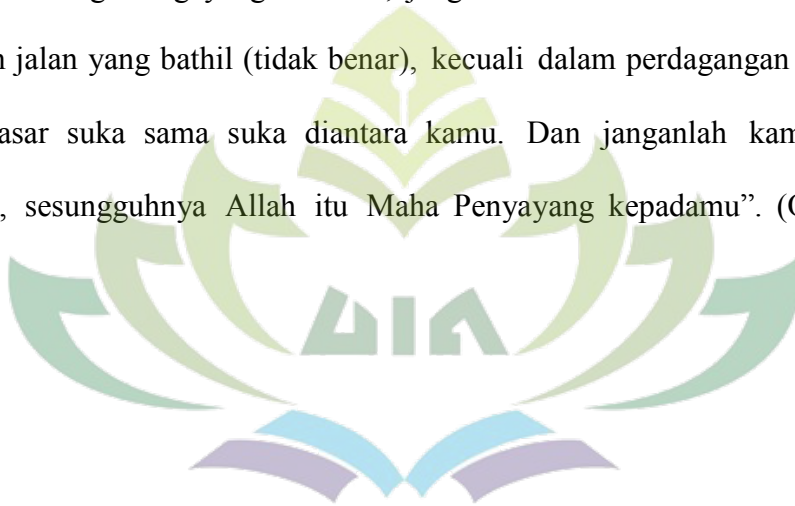 jalan yang bathil (tidak benar), kecuali dalam perdagangan
asar suka sama suka diantara kamu. Dan janganlah kam
, sesungguhnya Allah itu Maha Penyayang kepadamu”. (Q
UIN